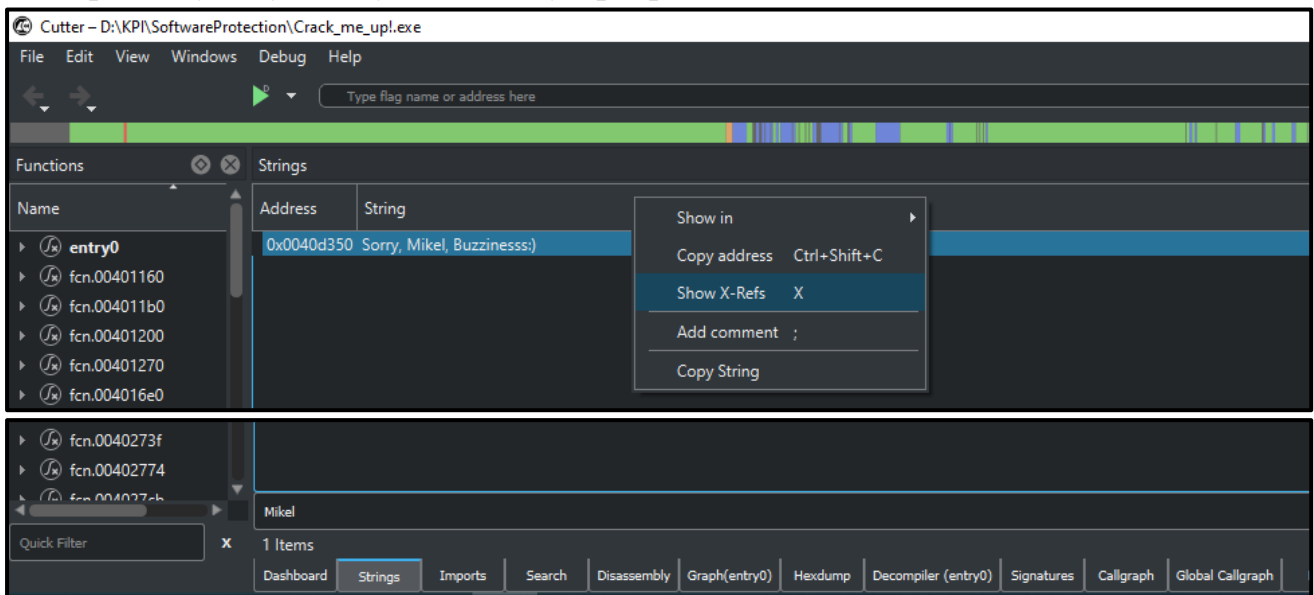 Cutter – D:\KPI\SoftwareProtection\Crack_me_up!.exe
File Edit View Windows Debug Help
Type flag name or address here
Functions
Strings
Name
Address String
entry0
0x0040d350 Sorry, Mikel, Buzzinesss:)
fcn.00401160
fcn.004011b0
fcn.00401200
fcn.00401270
fcn.004016e0
Show in
Copy address Ctrl+Shift+C
Show X-Refs X
Add comment ;
Copy String
fcn.0040273f
fcn.00402774
fcn.004027cb
Mikel
Quick Filter X
1 Items
Dashboard Strings Imports Search Disassembly Graph(entry0) Hexdump Decompiler (entry0) Signatures Callgraph Global Callgraph